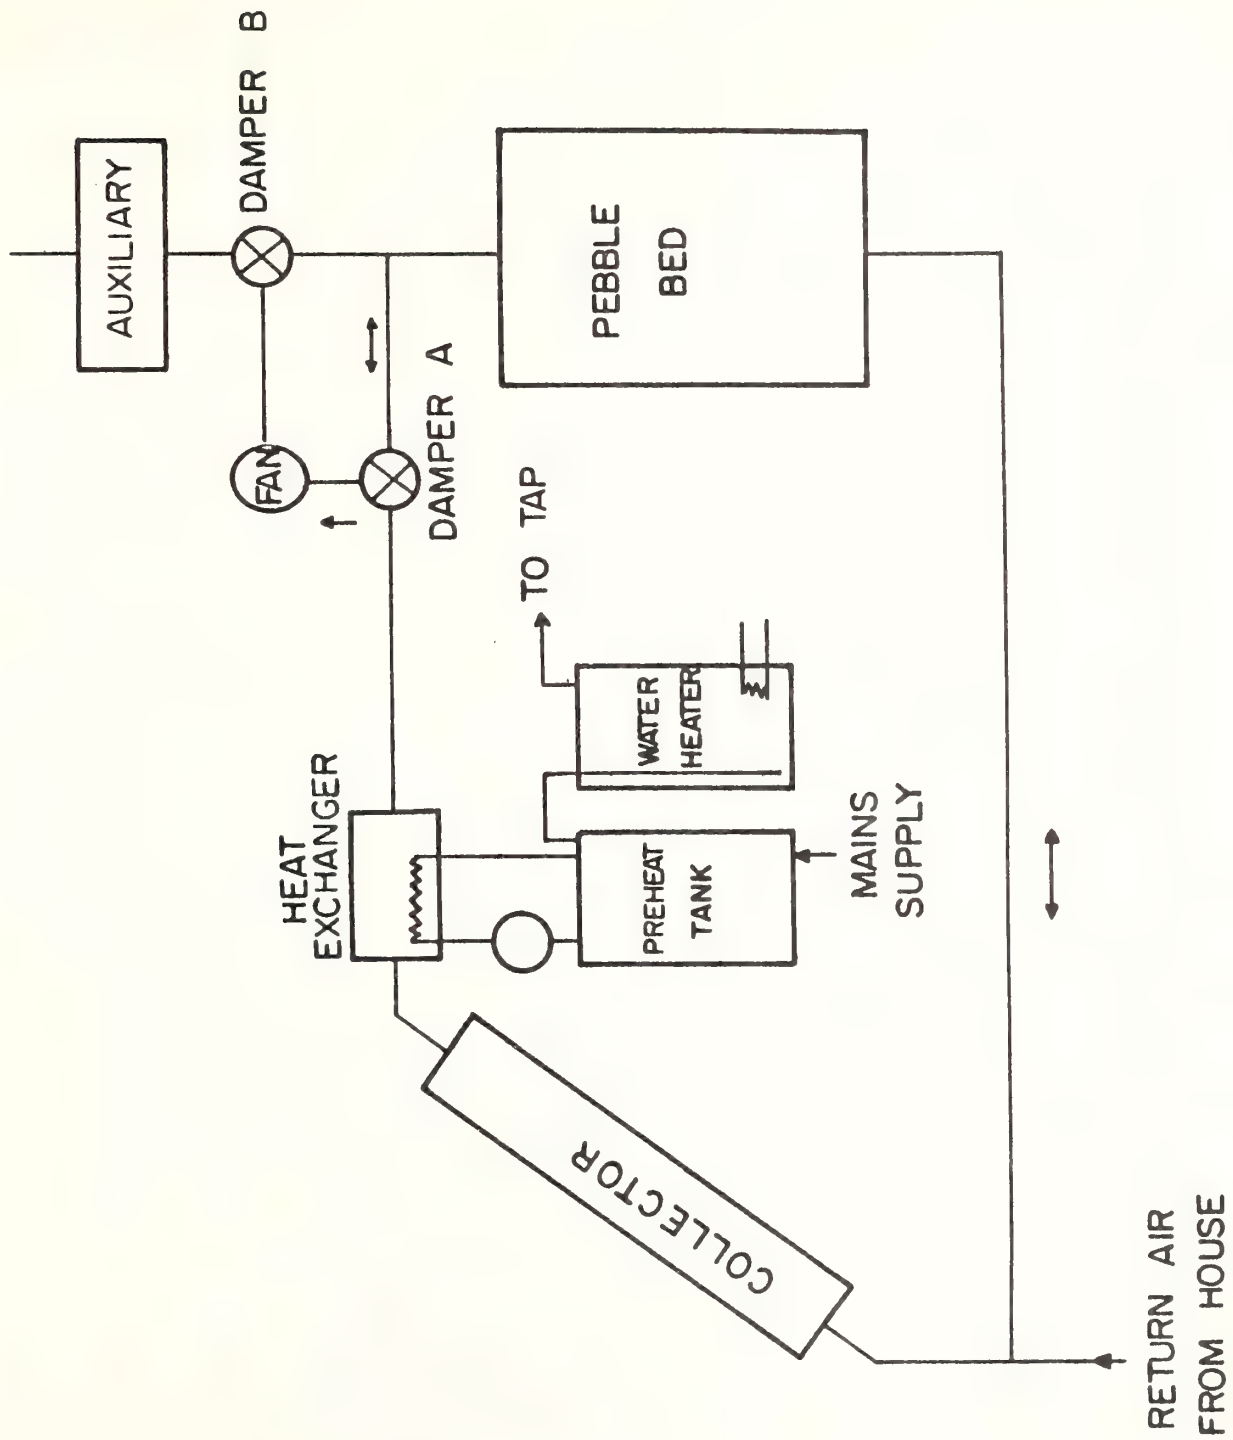 AUXILIARY
DAMPER B
FAN
DAMPER A
PEBBLE
BED
HEAT
EXCHANGER
TO TAP
WATER
HEATER
PREHEAT
TANK
MAINS
SUPPLY
COLLECTOR
RETURN AIR
FROM HOUSE